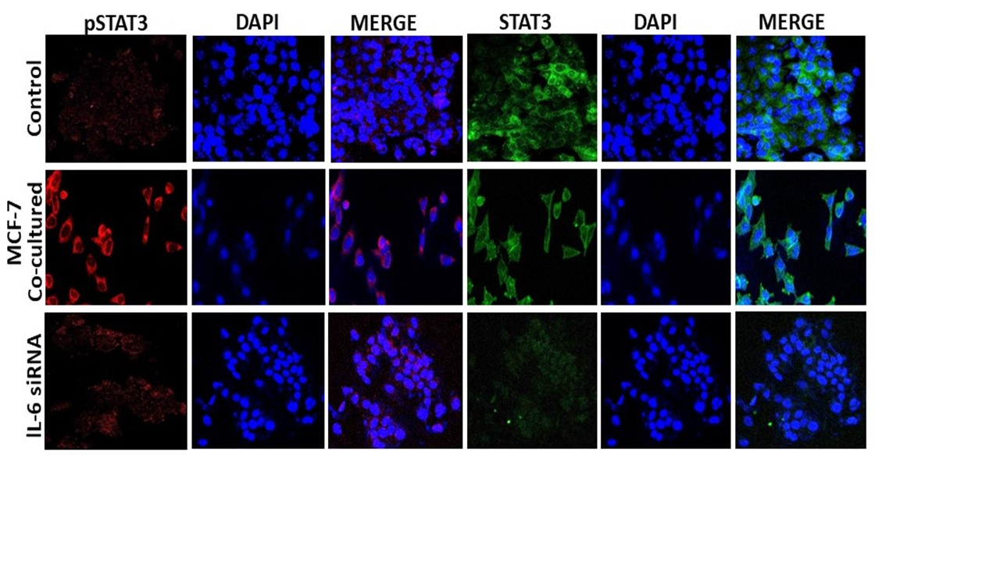 pSTAT3 DAPI MERGE STAT3 DAPI MERGE
Control
MCF-7
Co-cultured
IL-6 siRNA